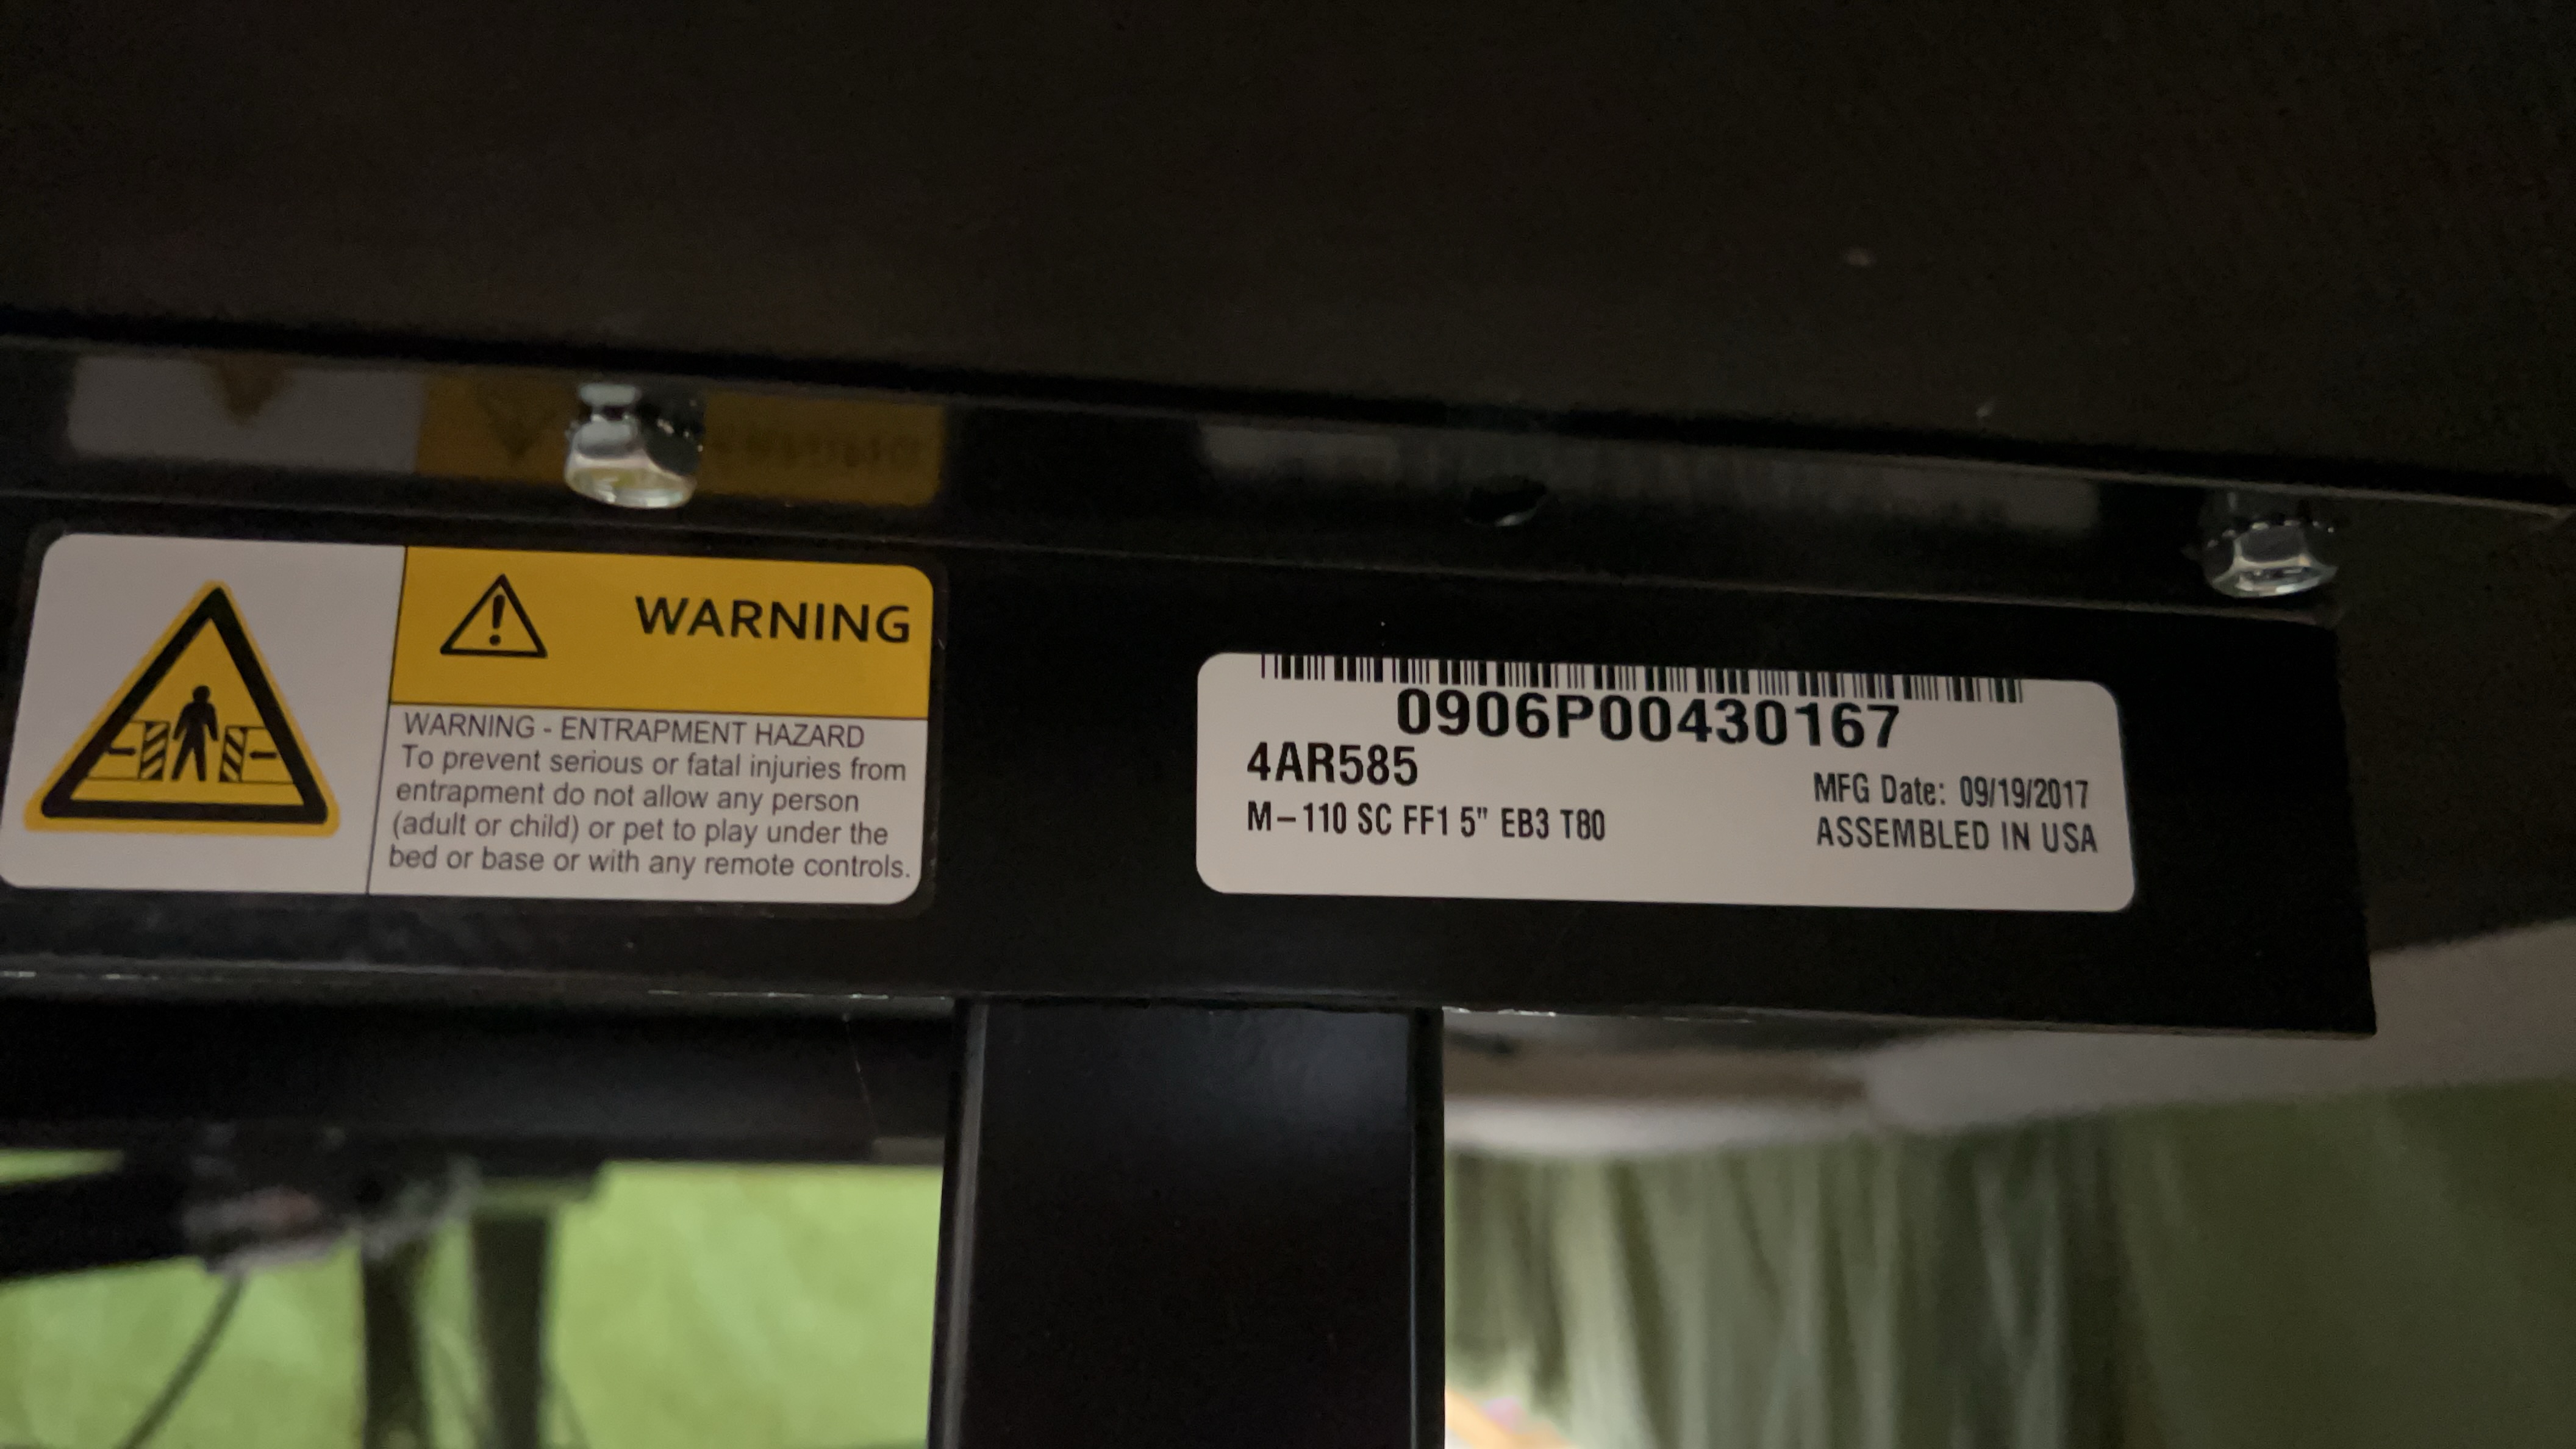 WARNING
WARNING - ENTRAPMENT HAZARD
To prevent serious or fatal injuries from
entrapment do not allow any person
(adult or child) or pet to play under the
bed or base or with any remote controls.
0906P00430167
4AR585
M-110 SC FF1 5" EB3 T80
MFG Date: 09/19/2017
ASSEMBLED IN USA